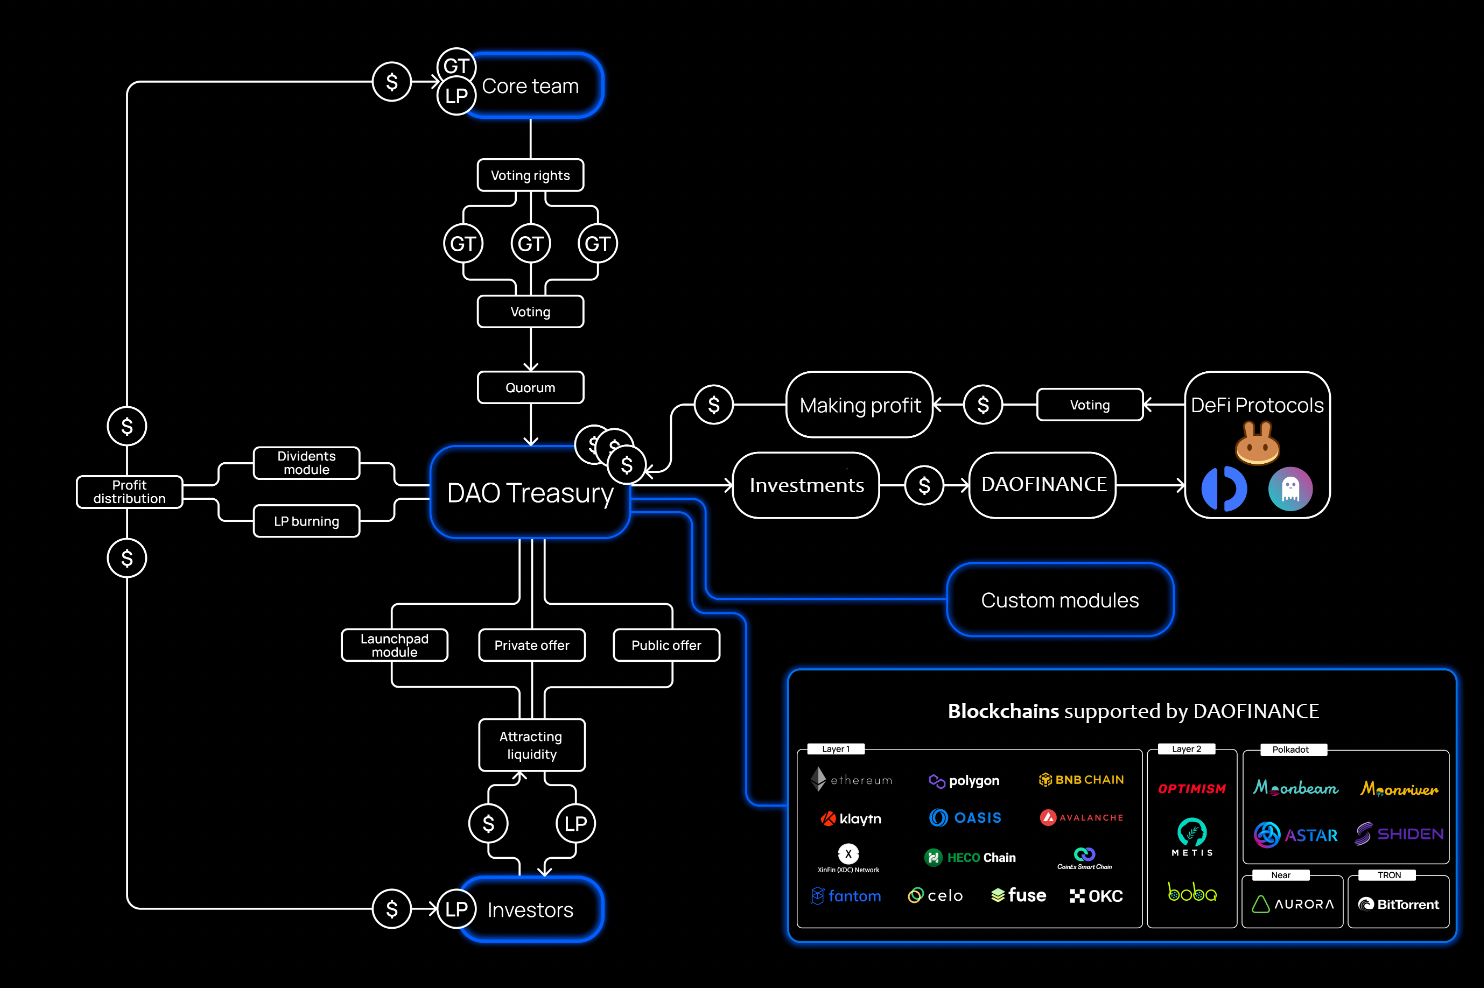 $
GT
LP
Core team
Voting rights
GT
GT
GT
Voting
Quorum
$
Making profit
$
Voting
DeFi Protocols
$
$
$
$
Dividents
module
Profit
distribution
LP burning
DAO Treasury
Investments
$
DAOFINANCE
$
Custom modules
Launchpad
module
Private offer
Public offer
Attracting
liquidity
$
LP
$
LP
Investors
Blockchains supported by DAOFINANCE
Layer 1
ethereum
polygon
BNB CHAIN
klaytn
OASIS
AVALANCHE
X
XinFin (XDC) Network
HECO Chain
CoinEx Smart Chain
fantom
celo
fuse
OKC
Layer 2
OPTIMISM
METIS
boba
Polkadot
Moonbeam
Moonriver
ASTAR
SHIDEN
Near
AURORA
TRON
BitTorrent